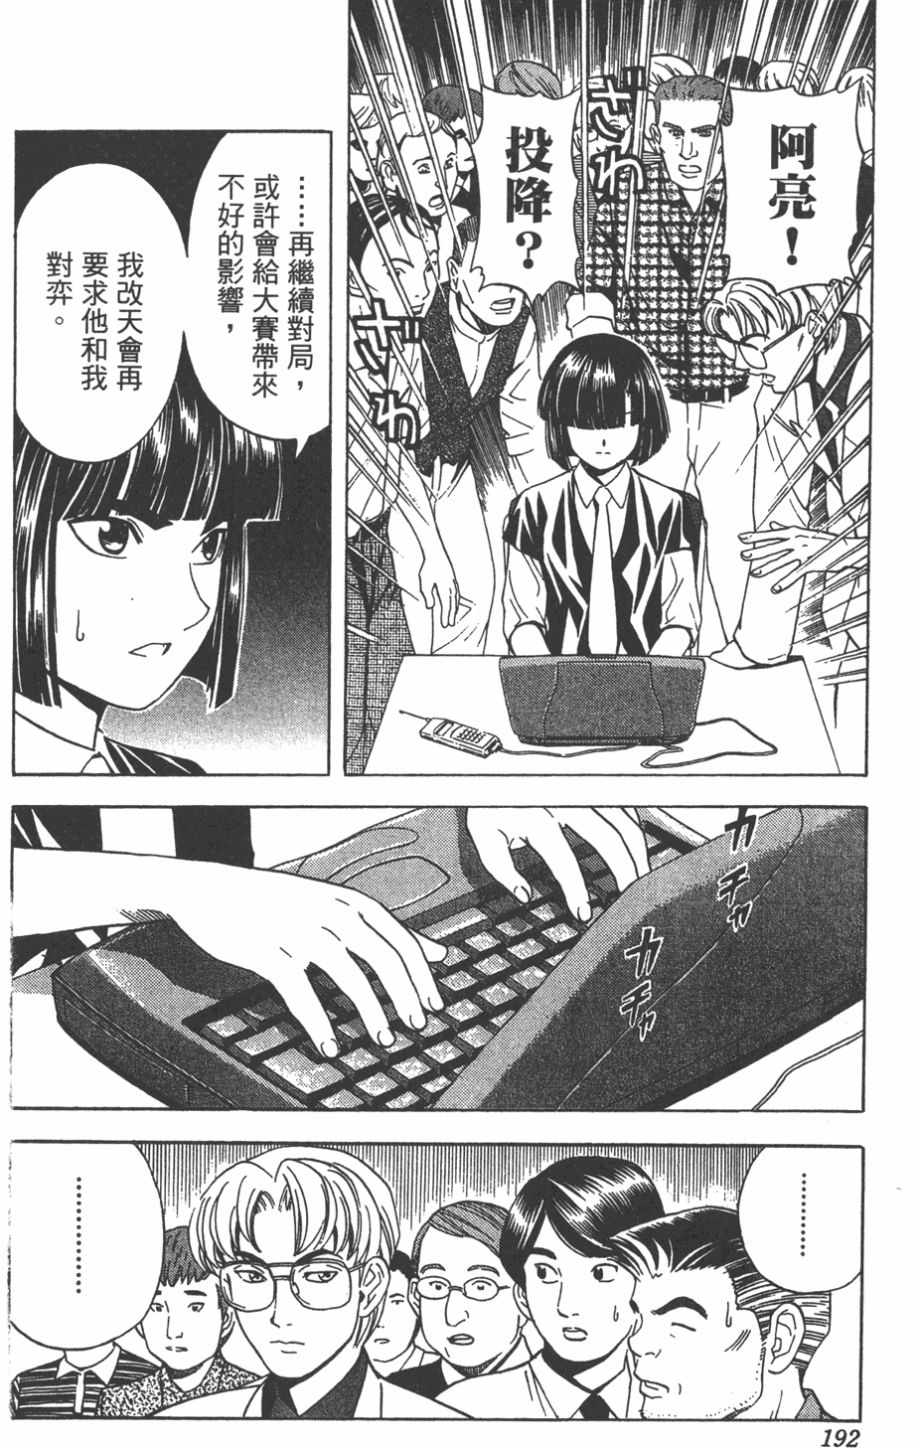 阿亮！
投降？
ざわ
ざわ
……再繼續對局，
或許會給大賽帶來
不好的影響，
我改天會再
要求他和我
對弈。
カチャ
カチャ
…………
…………
192